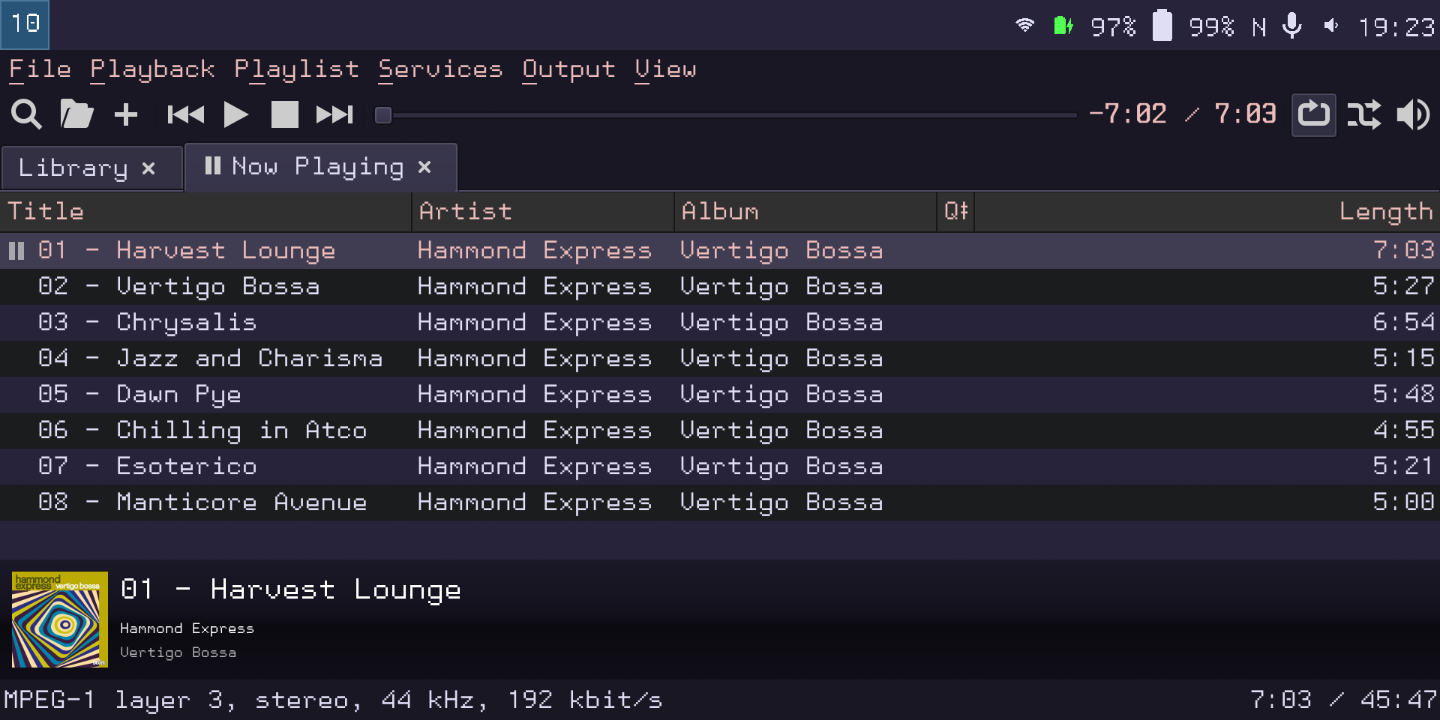 10 97% 99% N 19:23
File Playback Playlist Services Output View
-7:02 / 7:03
Library × Now Playing ×
Title Artist Album Q‡ Length
01 - Harvest Lounge Hammond Express Vertigo Bossa 7:03
02 - Vertigo Bossa Hammond Express Vertigo Bossa 5:27
03 - Chrysalis Hammond Express Vertigo Bossa 6:54
04 - Jazz and Charisma Hammond Express Vertigo Bossa 5:15
05 - Dawn Pye Hammond Express Vertigo Bossa 5:48
06 - Chilling in Atco Hammond Express Vertigo Bossa 4:55
07 - Esoterico Hammond Express Vertigo Bossa 5:21
08 - Manticore Avenue Hammond Express Vertigo Bossa 5:00
hammond
express vertigo bossa
01 - Harvest Lounge
Hammond Express
Vertigo Bossa
MPEG-1 layer 3, stereo, 44 kHz, 192 kbit/s 7:03 / 45:47